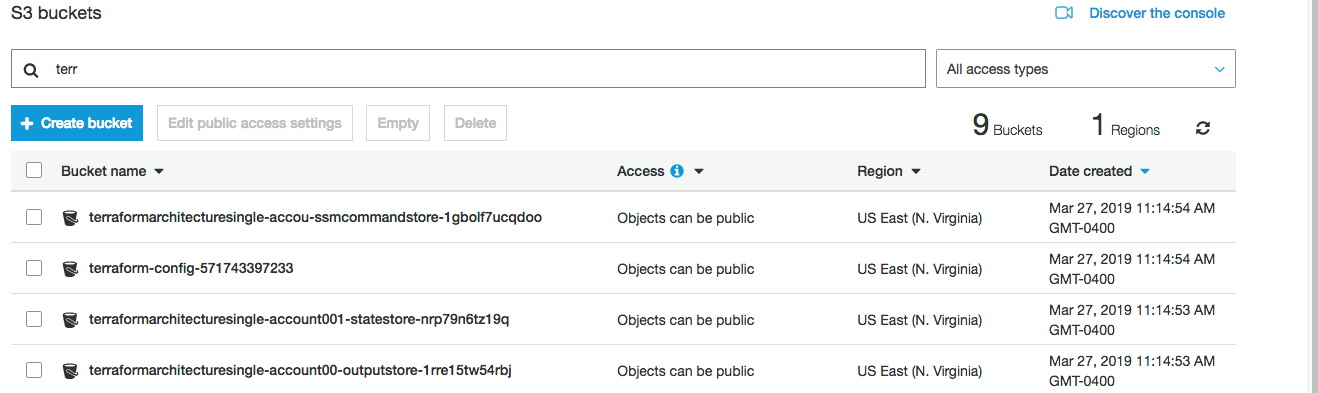 S3 buckets
Discover the console
terr
All access types
+ Create bucket
Edit public access settings
Empty
Delete
9 Buckets
1 Regions
Bucket name
Access
Region
Date created
terraformarchitecturesingle-accou-ssmcommandstore-1gbolf7ucqdoo
Objects can be public
US East (N. Virginia)
Mar 27, 2019 11:14:54 AM
GMT-0400
terraform-config-571743397233
Objects can be public
US East (N. Virginia)
Mar 27, 2019 11:14:54 AM
GMT-0400
terraformarchitecturesingle-account001-statestore-nrp79n6tz19q
Objects can be public
US East (N. Virginia)
Mar 27, 2019 11:14:53 AM
GMT-0400
terraformarchitecturesingle-account00-outputstore-1rre15tw54rbj
Objects can be public
US East (N. Virginia)
Mar 27, 2019 11:14:53 AM
GMT-0400